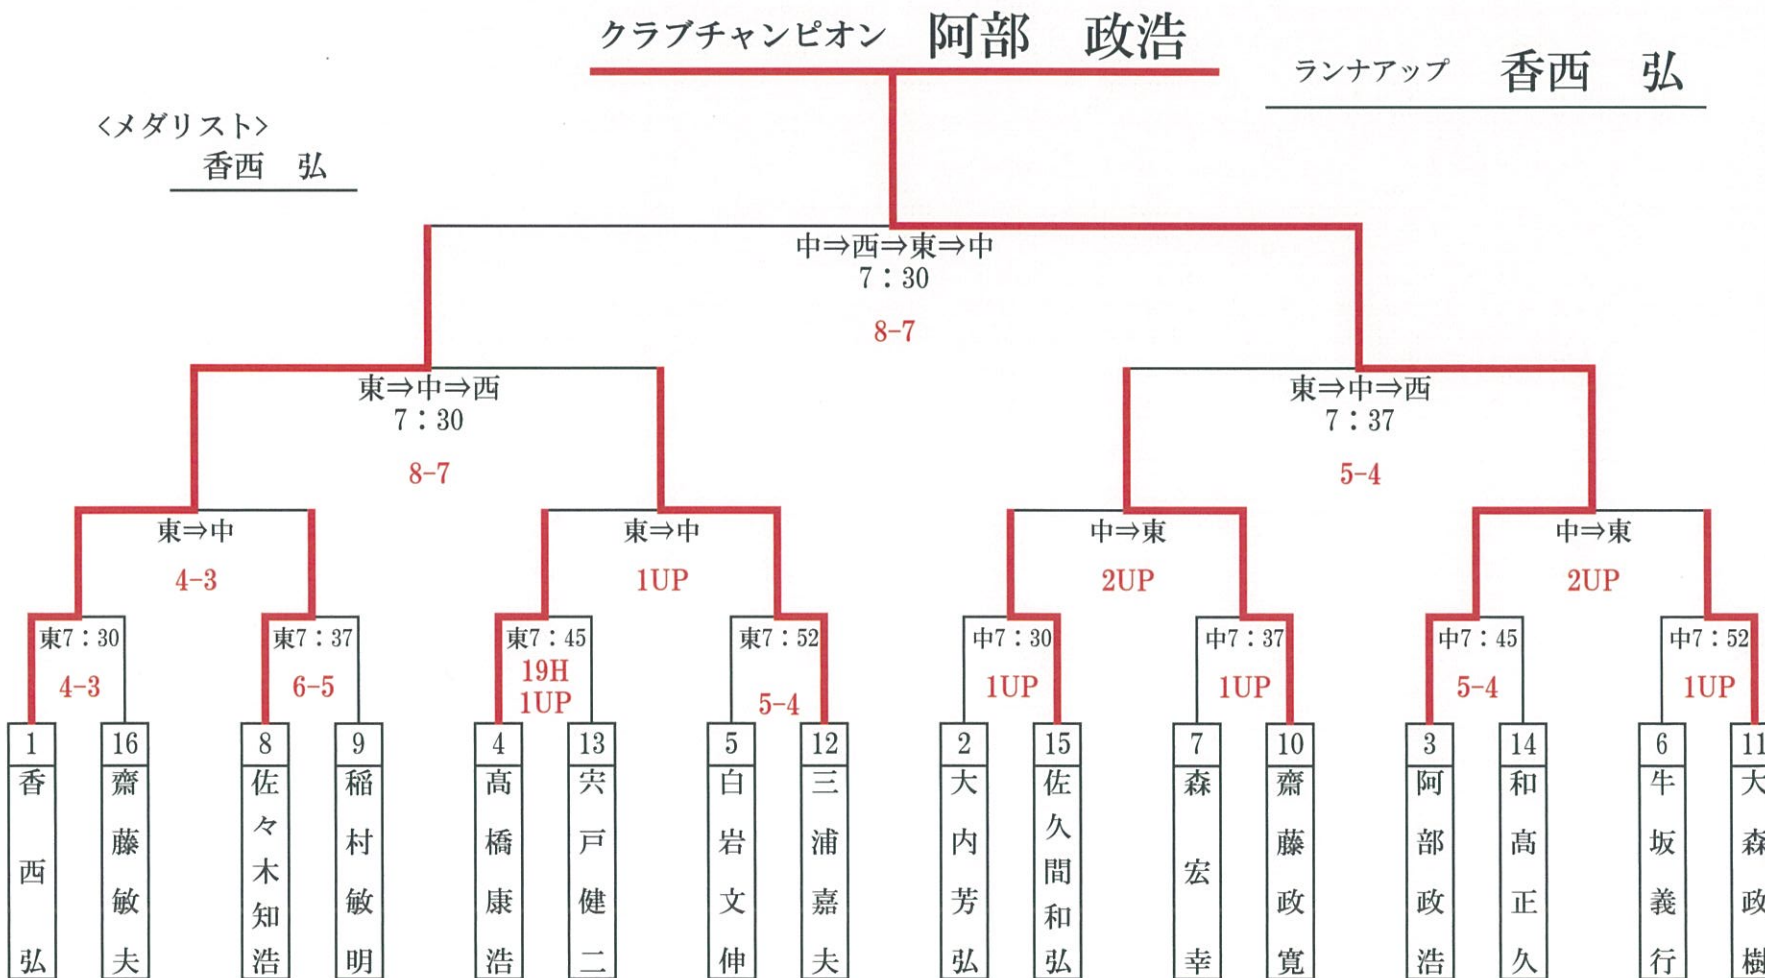 クラブチャンピオン 阿部 政浩
ランナアップ 香西 弘
<メダリスト>
香西 弘
中⇒西⇒東⇒中
7：30
8-7
東⇒中⇒西
7：30
8-7
東⇒中⇒西
7：37
5-4
東⇒中
4-3
東⇒中
1UP
中⇒東
2UP
中⇒東
2UP
東7：30
4-3
東7：37
6-5
東7：45
19H
1UP
東7：52
5-4
中7：30
1UP
中7：37
1UP
中7：45
5-4
中7：52
1UP
1
香西弘
16
齋藤敏夫
8
佐々木知浩
9
稲村敏明
4
髙橋康浩
13
宍戸健二
5
白岩文伸
12
三浦嘉夫
2
大内芳弘
15
佐久間和弘
7
森宏幸
10
齋藤政寛
3
阿部政浩
14
和髙正久
6
牛坂義行
11
大森政樹